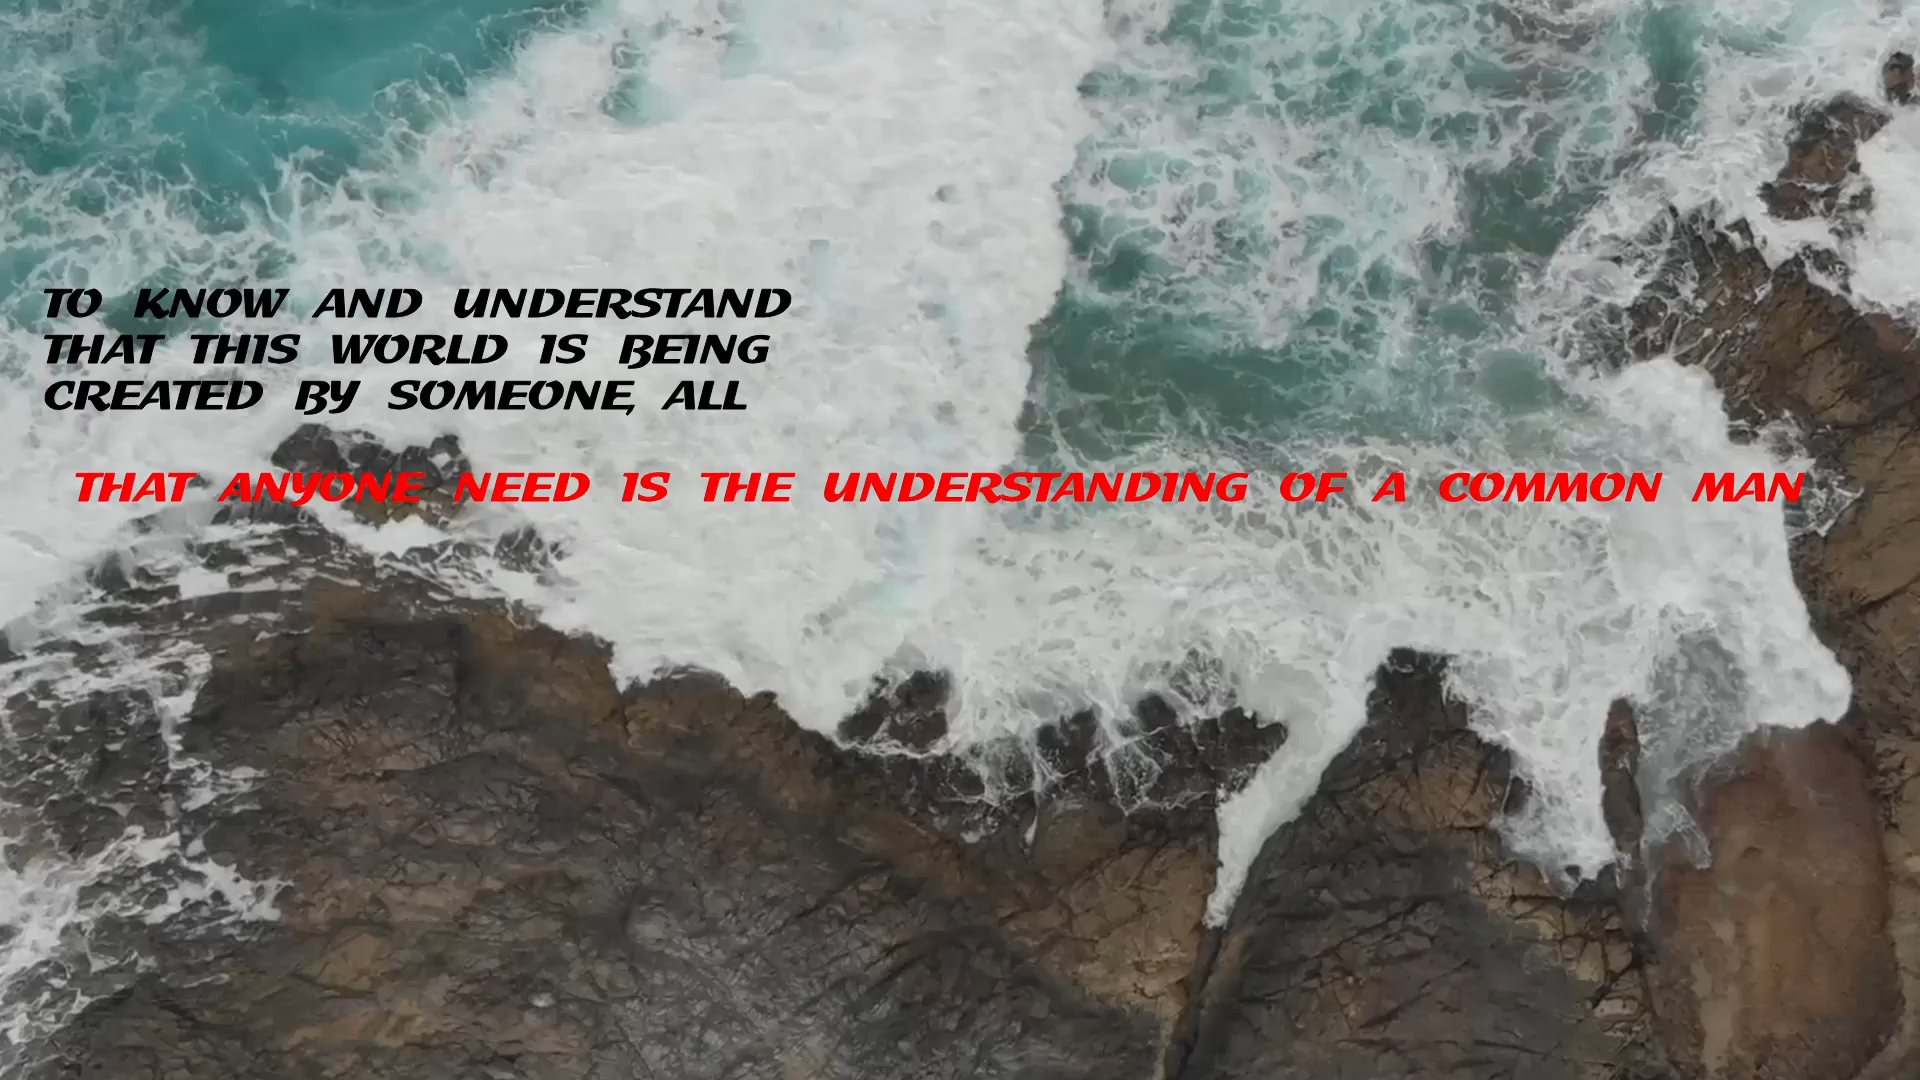 TO KNOW AND UNDERSTAND
THAT THIS WORLD IS BEING
CREATED BY SOMEONE, ALL
THAT ANYONE NEED IS THE UNDERSTANDING OF A COMMON MAN